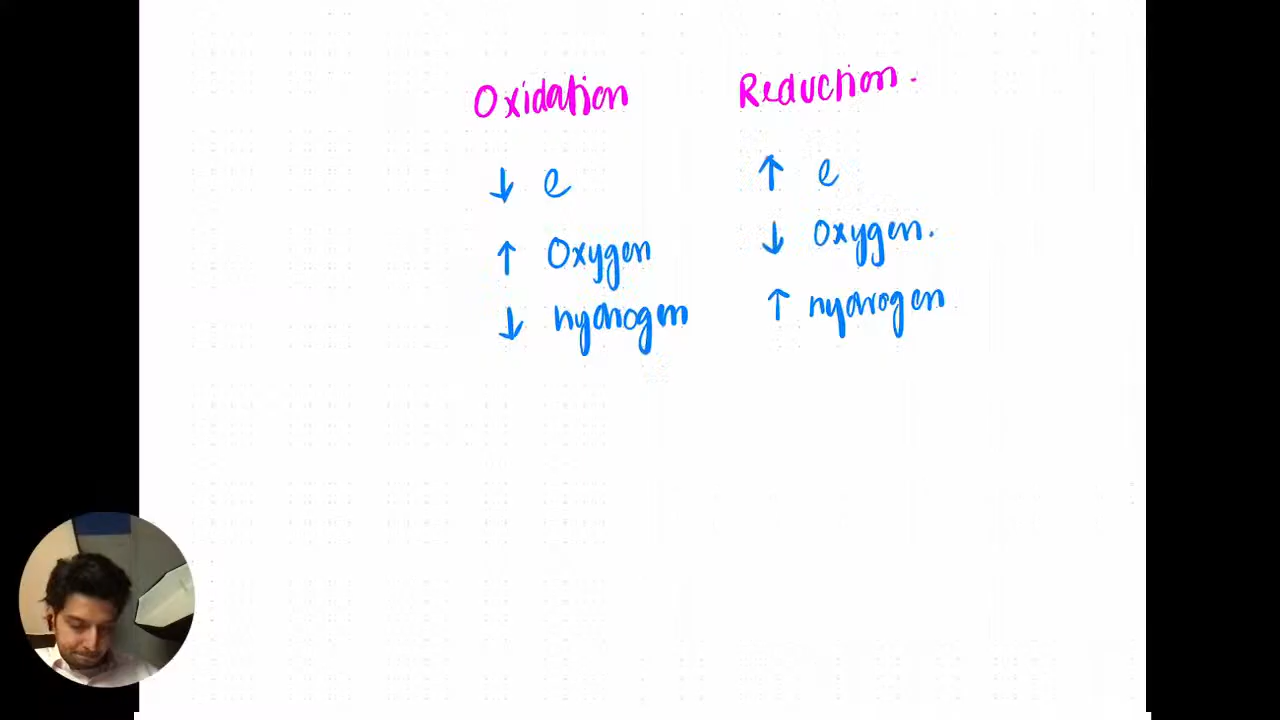 Oxidation
↓ e
↑ Oxygen
↓ hydrogen
Reduction.
↑ e
↓ Oxygen.
↑ hydrogen